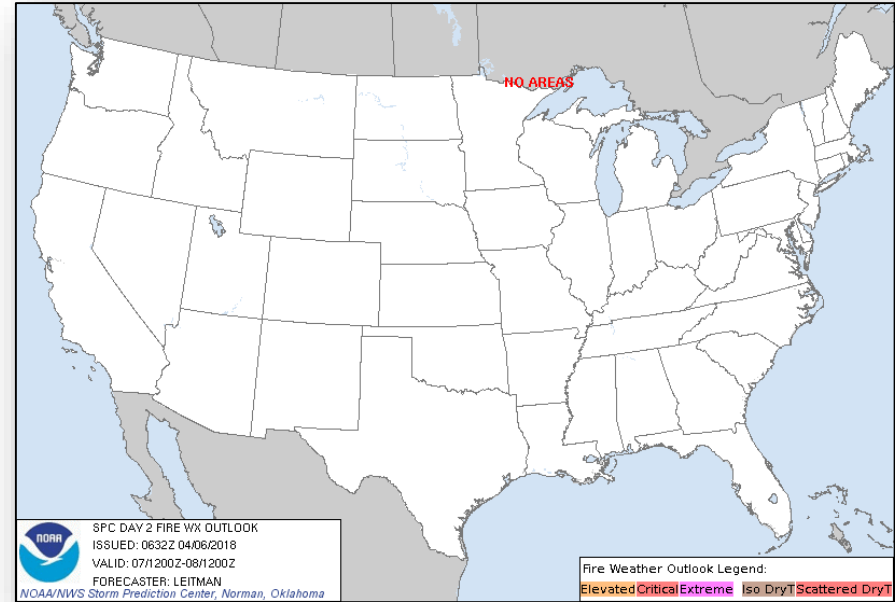 NO AREAS
NOAA
SPC DAY 2 FIRE WX OUTLOOK
ISSUED: 0632Z 04/06/2018
VALID: 07/1200Z-08/1200Z
FORECASTER: LEITMAN
NOAA/NWS Storm Prediction Center, Norman, Oklahoma
Fire Weather Outlook Legend:
Elevated Critical Extreme Iso DryT Scattered DryT